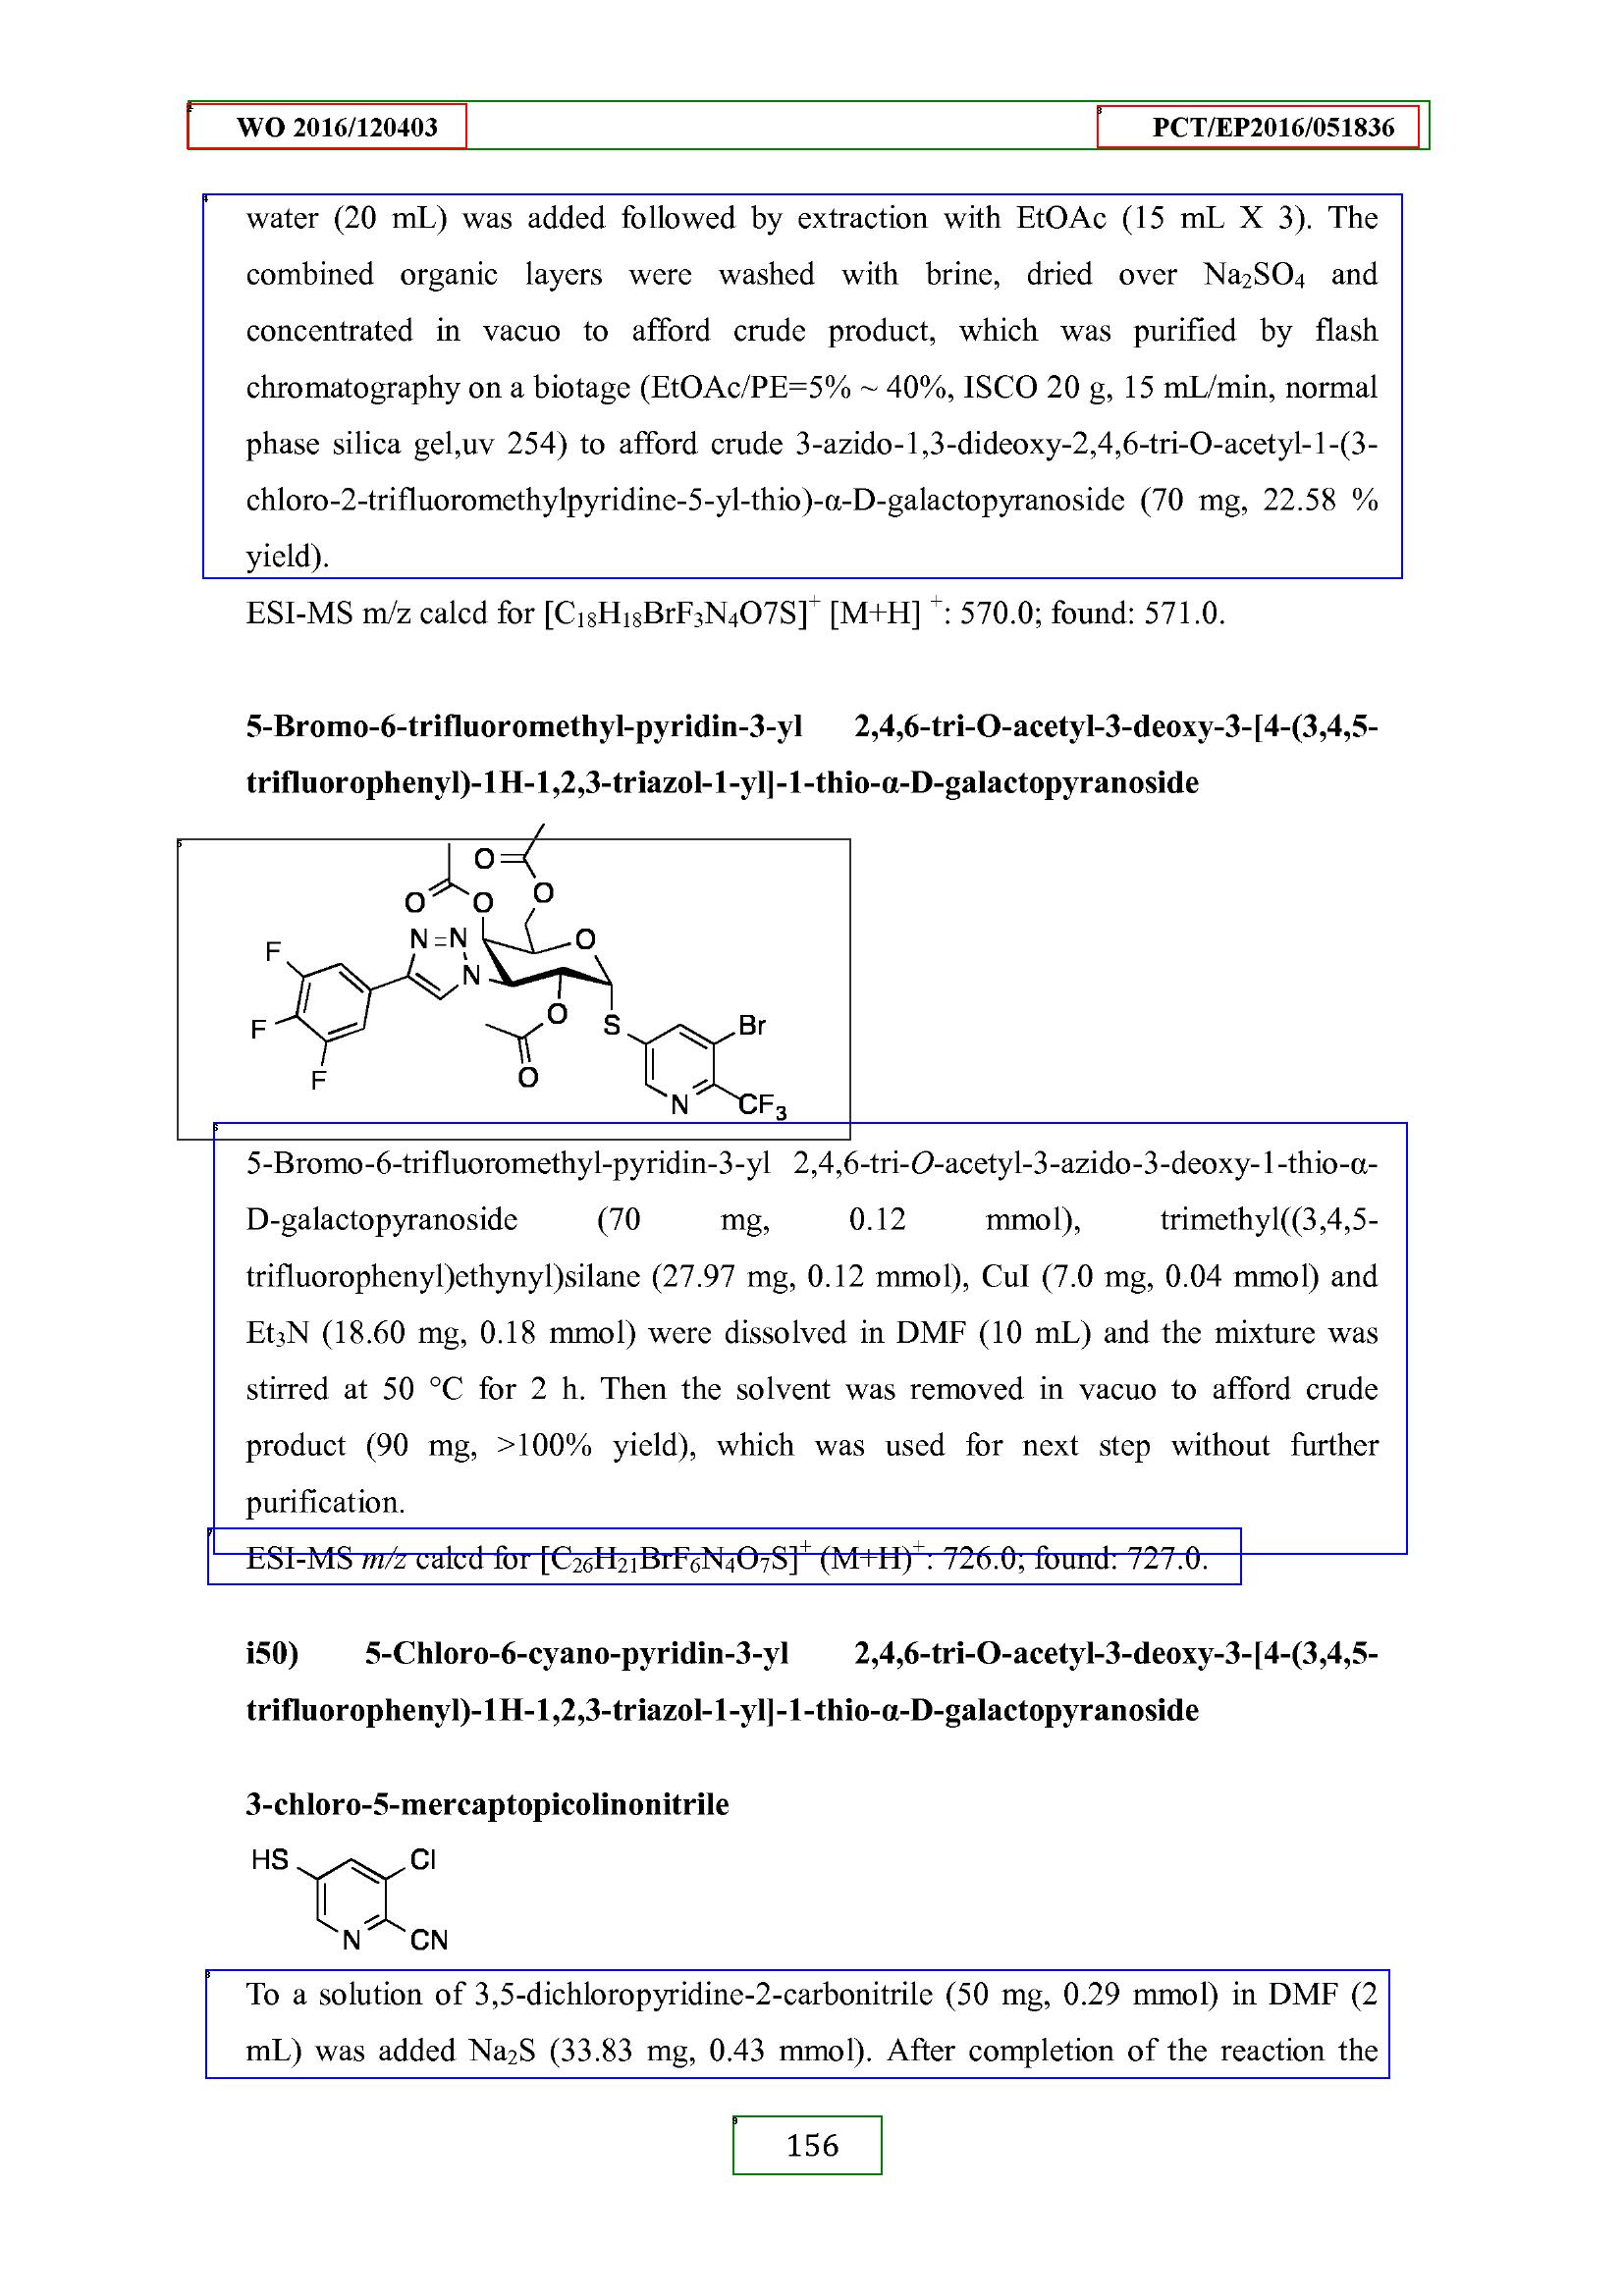 WO 2016/120403 PCT/EP2016/051836
water (20 mL) was added followed by extraction with EtOAc (15 mL X 3). The
combined organic layers were washed with brine, dried over Na₂SO₄ and
concentrated in vacuo to afford crude product, which was purified by flash
chromatography on a biotage (EtOAc/PE=5% ~ 40%, ISCO 20 g, 15 mL/min, normal
phase silica gel,uv 254) to afford crude 3-azido-1,3-dideoxy-2,4,6-tri-O-acetyl-1-(3-
chloro-2-trifluoromethylpyridine-5-yl-thio)-α-D-galactopyranoside (70 mg, 22.58 %
yield).
ESI-MS m/z calcd for [C₁₈H₁₈BrF₃N₄O7S]⁺ [M+H] ⁺: 570.0; found: 571.0.
5-Bromo-6-trifluoromethyl-pyridin-3-yl 2,4,6-tri-O-acetyl-3-deoxy-3-[4-(3,4,5-
trifluorophenyl)-1H-1,2,3-triazol-1-yl]-1-thio-α-D-galactopyranoside
O
O O O
N=N O
F
N
F O S Br
F O
N CF₃
5-Bromo-6-trifluoromethyl-pyridin-3-yl 2,4,6-tri-O-acetyl-3-azido-3-deoxy-1-thio-α-
D-galactopyranoside (70 mg, 0.12 mmol), trimethyl((3,4,5-
trifluorophenyl)ethynyl)silane (27.97 mg, 0.12 mmol), CuI (7.0 mg, 0.04 mmol) and
Et₃N (18.60 mg, 0.18 mmol) were dissolved in DMF (10 mL) and the mixture was
stirred at 50 °C for 2 h. Then the solvent was removed in vacuo to afford crude
product (90 mg, >100% yield), which was used for next step without further
purification.
ESI-MS m/z calcd for [C₂₆H₂₁BrF₆N₄O₇S]⁺ (M+H)⁺: 726.0; found: 727.0.
i50) 5-Chloro-6-cyano-pyridin-3-yl 2,4,6-tri-O-acetyl-3-deoxy-3-[4-(3,4,5-
trifluorophenyl)-1H-1,2,3-triazol-1-yl]-1-thio-α-D-galactopyranoside
3-chloro-5-mercaptopicolinonitrile
HS Cl
N CN
To a solution of 3,5-dichloropyridine-2-carbonitrile (50 mg, 0.29 mmol) in DMF (2
mL) was added Na₂S (33.83 mg, 0.43 mmol). After completion of the reaction the
156